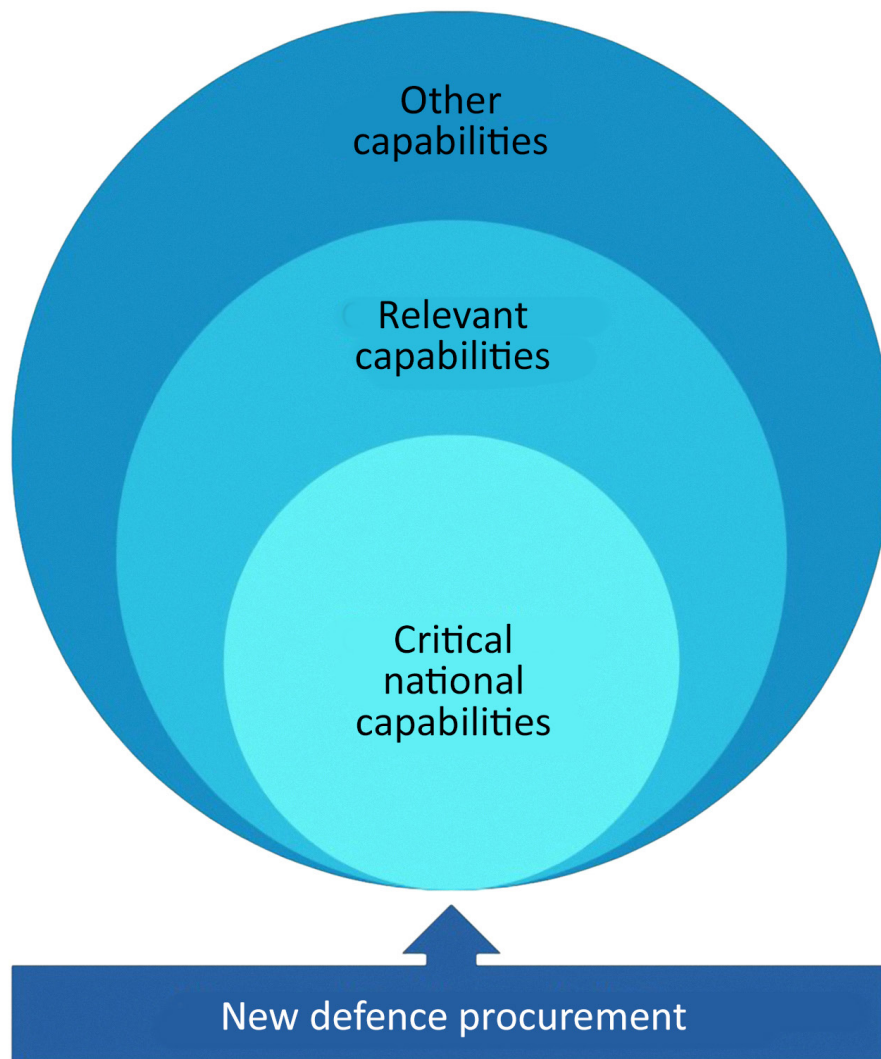 Other
capabilities
Relevant
capabilities
Critical
national
capabilities
New defence procurement